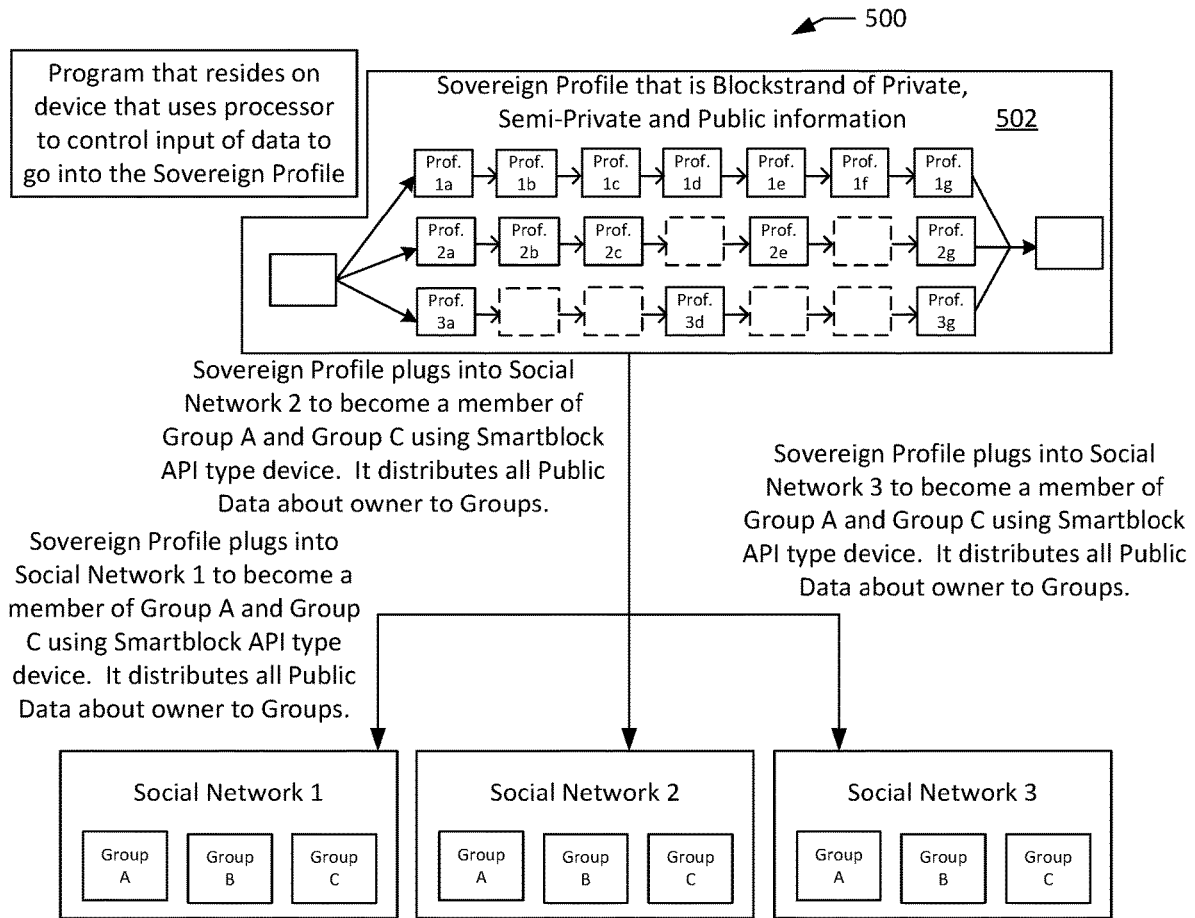 500
Program that resides on
device that uses processor
to control input of data to
go into the Sovereign Profile
Sovereign Profile that is Blockstrand of Private,
Semi-Private and Public information
502
Prof.
1a
Prof.
1b
Prof.
1c
Prof.
1d
Prof.
1e
Prof.
1f
Prof.
1g
Prof.
2a
Prof.
2b
Prof.
2c
Prof.
2e
Prof.
2g
Prof.
3a
Prof.
3d
Prof.
3g
Sovereign Profile plugs into Social
Network 2 to become a member of
Group A and Group C using Smartblock
API type device. It distributes all Public
Data about owner to Groups.
Sovereign Profile plugs into Social
Network 3 to become a member of
Group A and Group C using Smartblock
API type device. It distributes all Public
Data about owner to Groups.
Sovereign Profile plugs into
Social Network 1 to become a
member of Group A and Group
C using Smartblock API type
device. It distributes all Public
Data about owner to Groups.
Social Network 1
Group
A
Group
B
Group
C
Social Network 2
Group
A
Group
B
Group
C
Social Network 3
Group
A
Group
B
Group
C